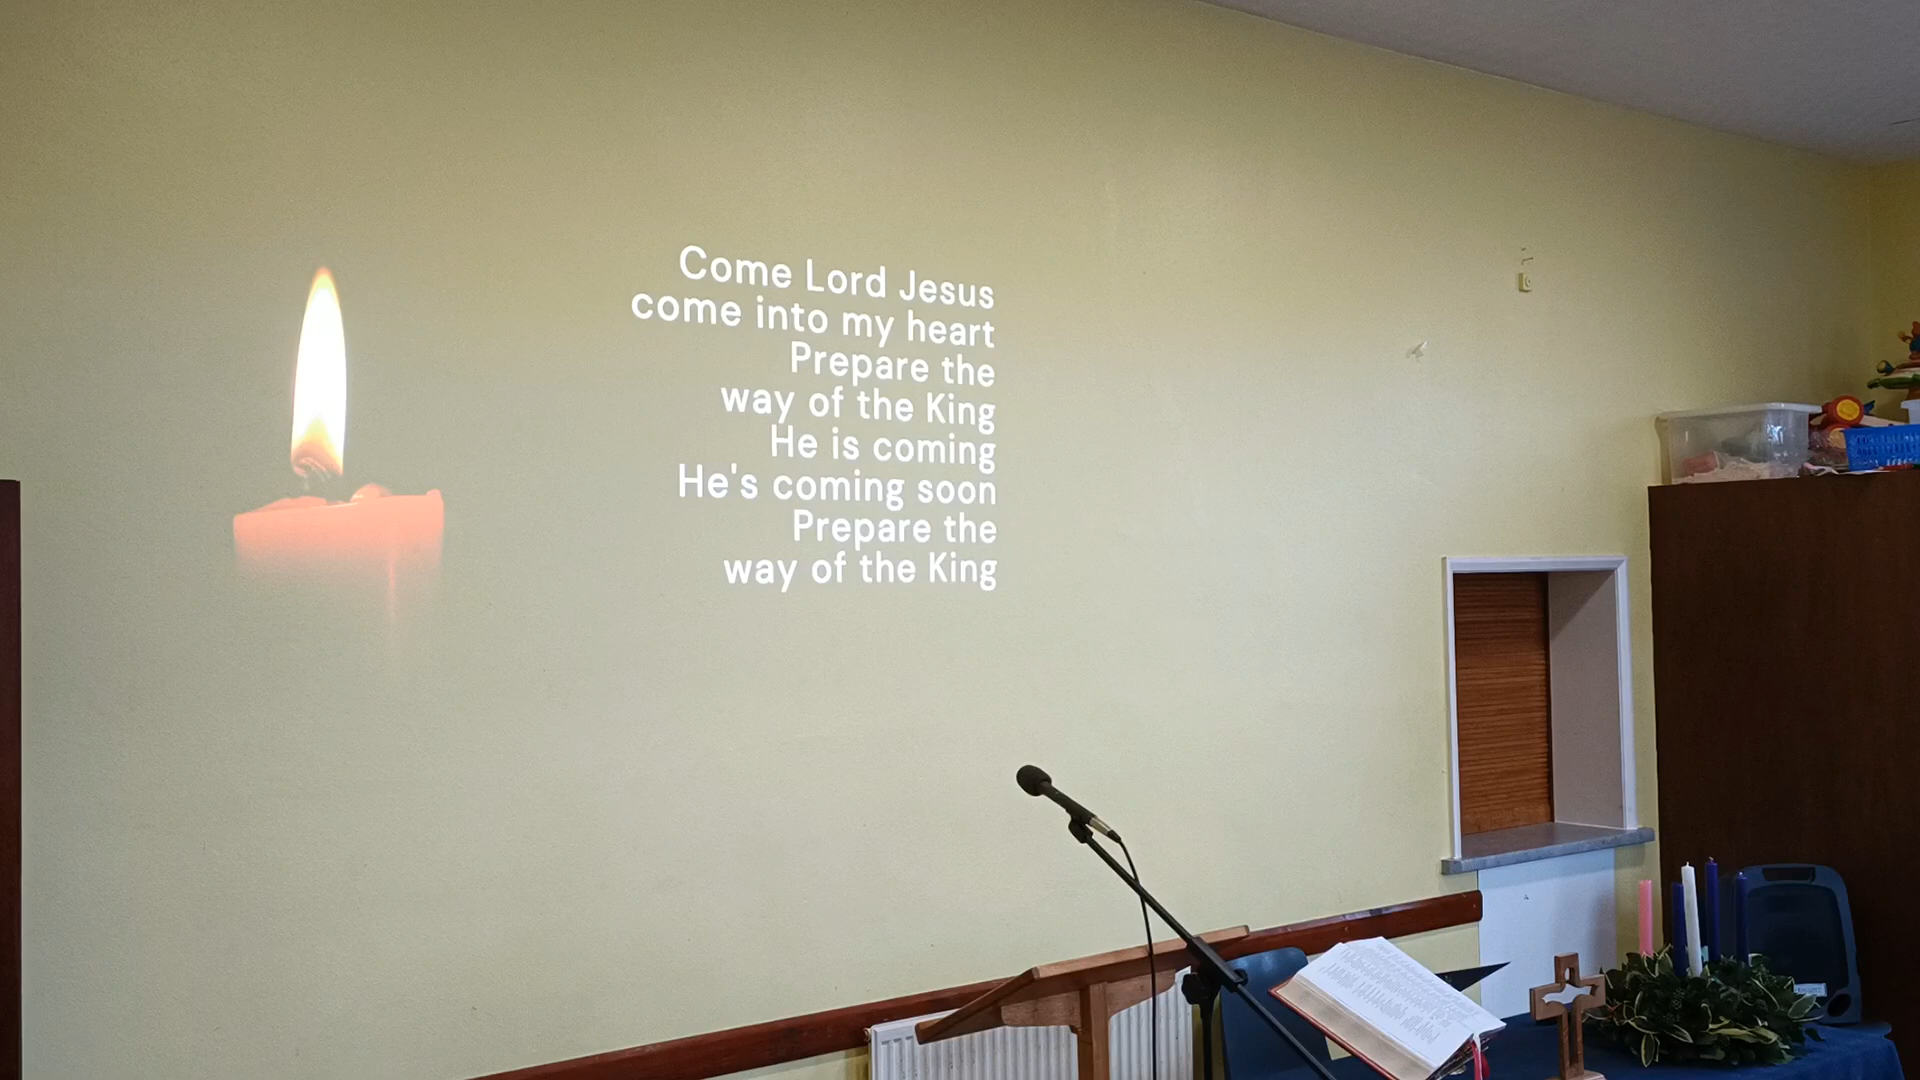 Come Lord Jesus
come into my heart
Prepare the
way of the King
He is coming
He's coming soon
Prepare the
way of the King